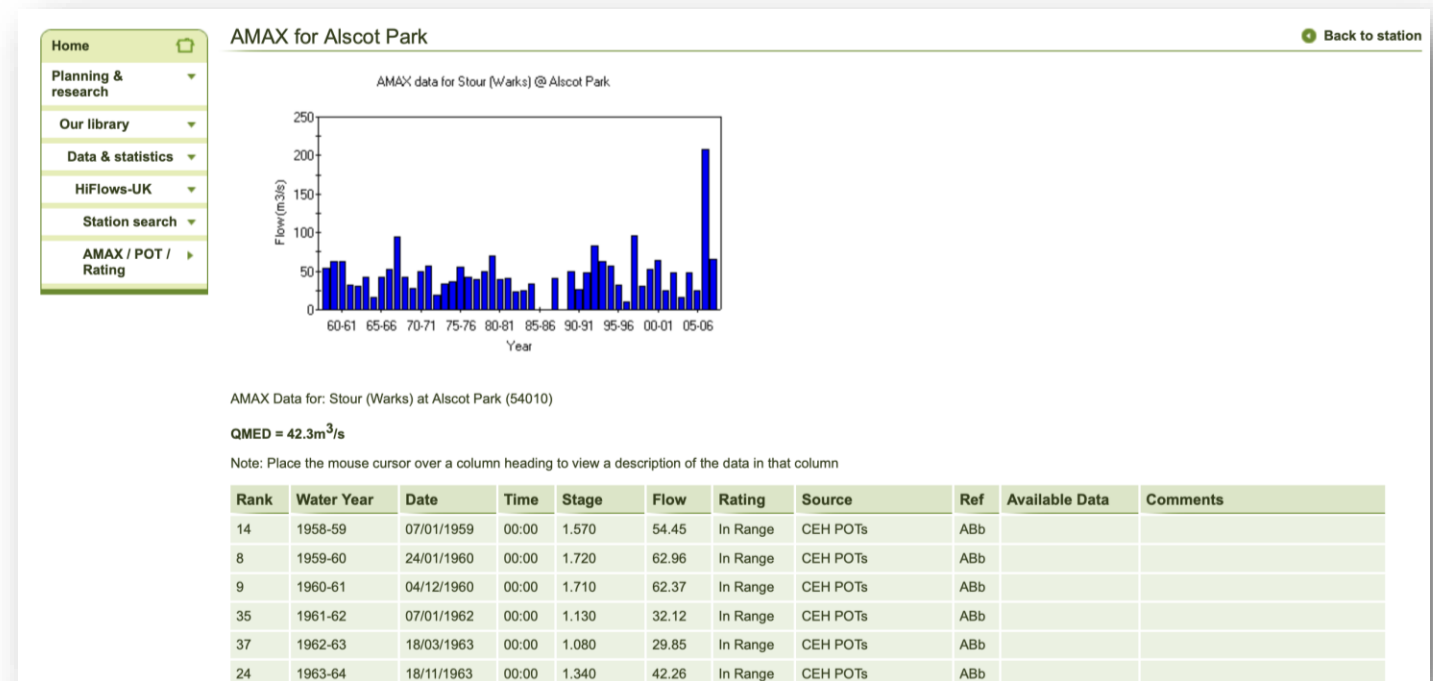 Home
Planning &
research
Our library
Data & statistics
HiFlows-UK
Station search
AMAX / POT /
Rating
AMAX for Alscot Park
Back to station
AMAX data for Stour (Warks) @ Alscot Park
Flow (m3/s)
250
200
150
100
50
0
60-61 65-66 70-71 75-76 80-81 85-86 90-91 95-96 00-01 05-06
Year
AMAX Data for: Stour (Warks) at Alscot Park (54010)
QMED = 42.3m3/s
Note: Place the mouse cursor over a column heading to view a description of the data in that column
Rank Water Year Date Time Stage Flow Rating Source Ref Available Data Comments
14 1958-59 07/01/1959 00:00 1.570 54.45 In Range CEH POTs ABb
8 1959-60 24/01/1960 00:00 1.720 62.96 In Range CEH POTs ABb
9 1960-61 04/12/1960 00:00 1.710 62.37 In Range CEH POTs ABb
35 1961-62 07/01/1962 00:00 1.130 32.12 In Range CEH POTs ABb
37 1962-63 18/03/1963 00:00 1.080 29.85 In Range CEH POTs ABb
24 1963-64 18/11/1963 00:00 1.340 42.26 In Range CEH POTs ABb